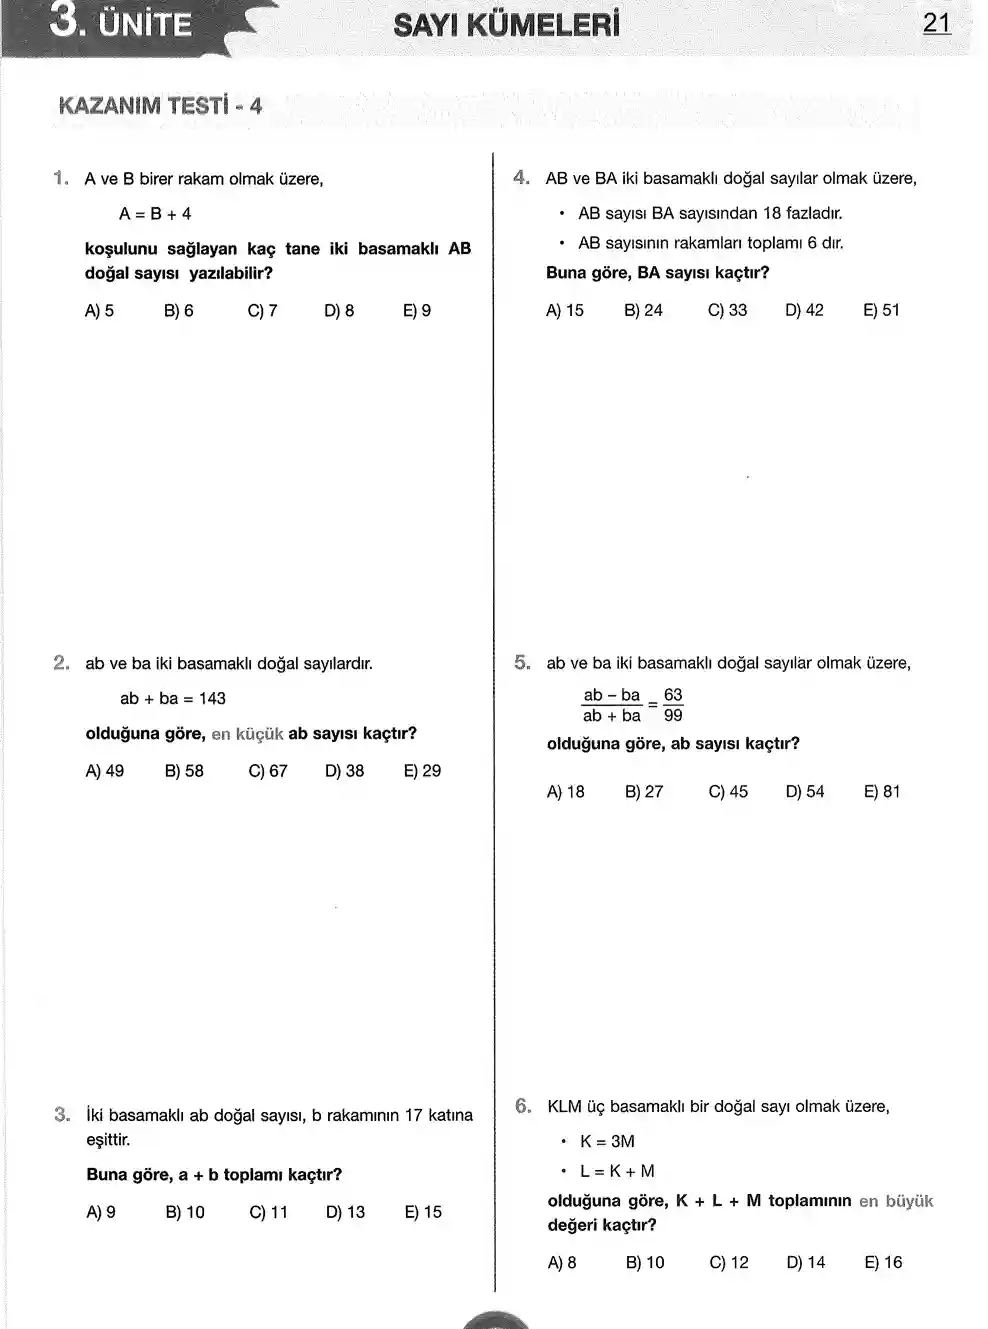 3. ÜNİTE
SAYI KÜMELERİ
21
KAZANIM TESTİ - 4
1. A ve B birer rakam olmak üzere,
A = B + 4
koşulunu sağlayan kaç tane iki basamaklı AB
doğal sayısı yazılabilir?
A) 5 B) 6 C) 7 D) 8 E) 9
2. ab ve ba iki basamaklı doğal sayılardır.
ab + ba = 143
olduğuna göre, en küçük ab sayısı kaçtır?
A) 49 B) 58 C) 67 D) 38 E) 29
3. İki basamaklı ab doğal sayısı, b rakamının 17 katına
eşittir.
Buna göre, a + b toplamı kaçtır?
A) 9 B) 10 C) 11 D) 13 E) 15
4. AB ve BA iki basamaklı doğal sayılar olmak üzere,
• AB sayısı BA sayısından 18 fazladır.
• AB sayısının rakamları toplamı 6 dır.
Buna göre, BA sayısı kaçtır?
A) 15 B) 24 C) 33 D) 42 E) 51
5. ab ve ba iki basamaklı doğal sayılar olmak üzere,
ab – ba = 63
ab + ba 99
olduğuna göre, ab sayısı kaçtır?
A) 18 B) 27 C) 45 D) 54 E) 81
6. KLM üç basamaklı bir doğal sayı olmak üzere,
• K = 3M
• L = K + M
olduğuna göre, K + L + M toplamının en büyük
değeri kaçtır?
A) 8 B) 10 C) 12 D) 14 E) 16